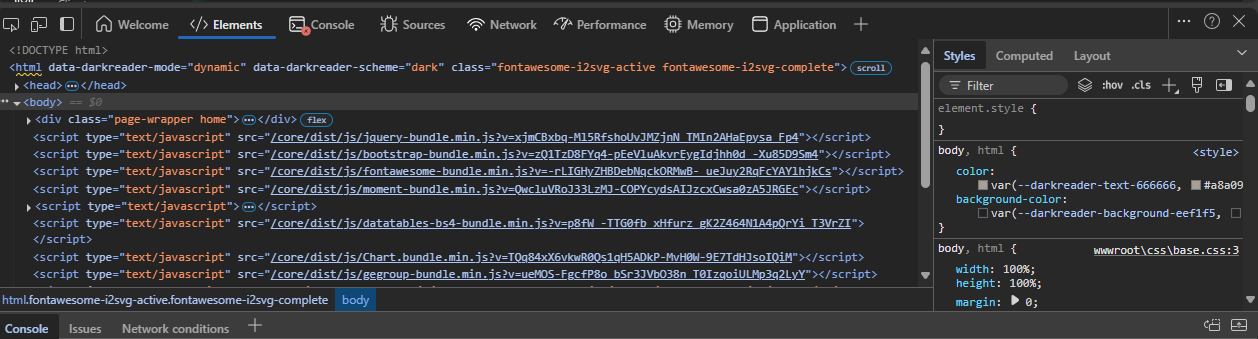 Welcome </> Elements Console Sources Network Performance Memory Application
<!DOCTYPE html>
<html data-darkreader-mode="dynamic" data-darkreader-scheme="dark" class="fontawesome-i2svg-active fontawesome-i2svg-complete"> scroll
<head> </head>
<body> == $0
<div class="page-wrapper home"> </div> flex
<script type="text/javascript" src="/core/dist/js/jquery-bundle.min.js?v=xjmCBxbq-Ml5RfshoUvJMZjnN_TMIn2AHaEpysa_Fp4"></script>
<script type="text/javascript" src="/core/dist/js/bootstrap-bundle.min.js?v=zQ1TzD8FYq4-pEeVluAkvrEygIdjhh0d_-Xu85D9Sm4"></script>
<script type="text/javascript" src="/core/dist/js/fontawesome-bundle.min.js?v=-rLIGHyZHBDebNqckORMwB-_ueJuy2RqFcYAYlhjkCs"></script>
<script type="text/javascript" src="/core/dist/js/moment-bundle.min.js?v=QwcluVRoJ33LzMJ-COPYcydsAIJzcxCwsa0zA5JRGEc"></script>
<script type="text/javascript"> </script>
<script type="text/javascript" src="/core/dist/js/datatables-bs4-bundle.min.js?v=p8fW_-TTG0fb_xHfurz_gK2Z464N1A4pQrYi_T3VrZI">
</script>
<script type="text/javascript" src="/core/dist/js/Chart.bundle.min.js?v=TQq84xX6vkwR0Qs1qH5ADkP-MvH0W-9E7TdHJsoIQiM"></script>
<script type="text/javascript" src="/core/dist/js/gegroup-bundle.min.js?v=ueMOS-FgcfP8o_bSr3JVbO38n_T0IzqoiULMp3q2LyY"></script>
html.fontawesome-i2svg-active.fontawesome-i2svg-complete body
Styles Computed Layout
Filter :hov .cls
element.style {
}
body, html { <style>
color:
var(--darkreader-text-666666, #a8a09
background-color:
var(--darkreader-background-eef1f5,
}
body, html { wwwroot\css\base.css:3
width: 100%;
height: 100%;
margin: 0;
Console Issues Network conditions